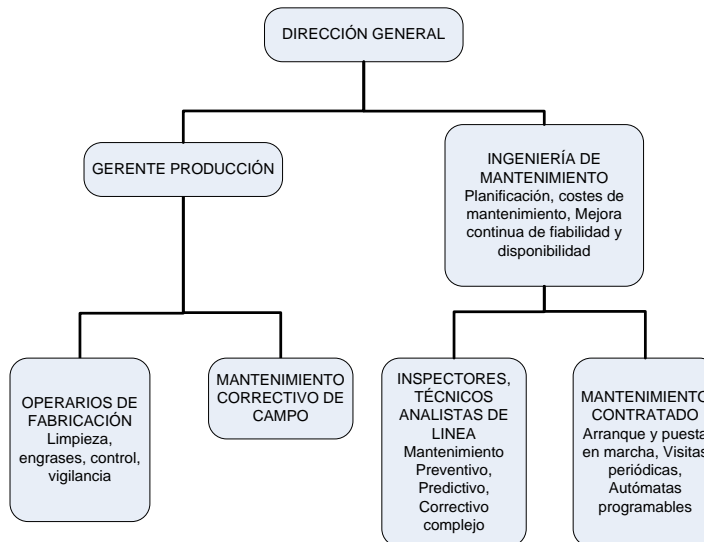 DIRECCIÓN GENERAL
GERENTE PRODUCCIÓN
INGENIERÍA DE
MANTENIMIENTO
Planificación, costes de
mantenimiento, Mejora
continua de fiabilidad y
disponibilidad
OPERARIOS DE
FABRICACIÓN
Limpieza,
engrases, control,
vigilancia
MANTENIMIENTO
CORRECTIVO DE
CAMPO
INSPECTORES,
TÉCNICOS
ANALISTAS DE
LINEA
Mantenimiento
Preventivo,
Predictivo,
Correctivo
complejo
MANTENIMIENTO
CONTRATADO
Arranque y puesta
en marcha, Visitas
periódicas,
Autómatas
programables